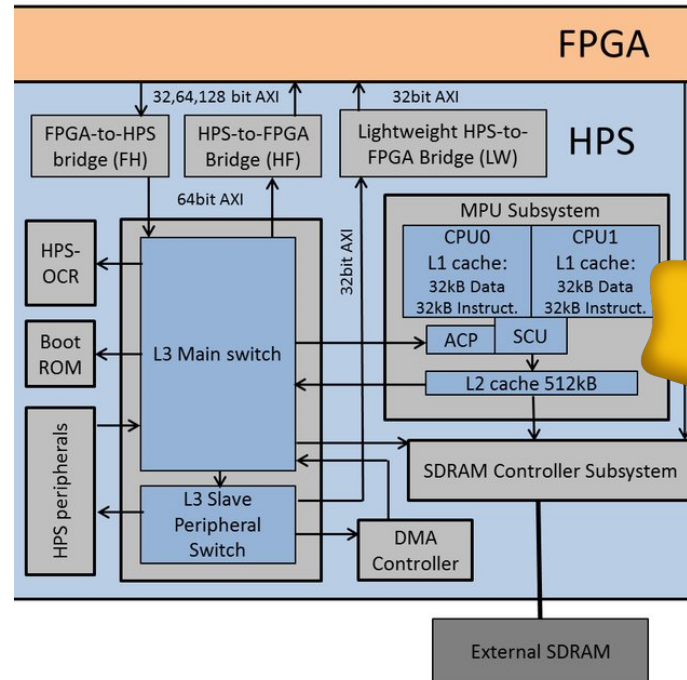 FPGA
32,64,128 bit AXI
32bit AXI
FPGA-to-HPS
bridge (FH)
HPS-to-FPGA
Bridge (HF)
Lightweight HPS-to-
FPGA Bridge (LW)
HPS
64bit AXI
32bit AXI
MPU Subsystem
CPU0
L1 cache:
32kB Data
32kB Instruct.
CPU1
L1 cache:
32kB Data
32kB Instruct.
HPS-
OCR
Boot
ROM
L3 Main switch
ACP
SCU
L2 cache 512kB
HPS peripherals
SDRAM Controller Subsystem
L3 Slave
Peripheral
Switch
DMA
Controller
External SDRAM